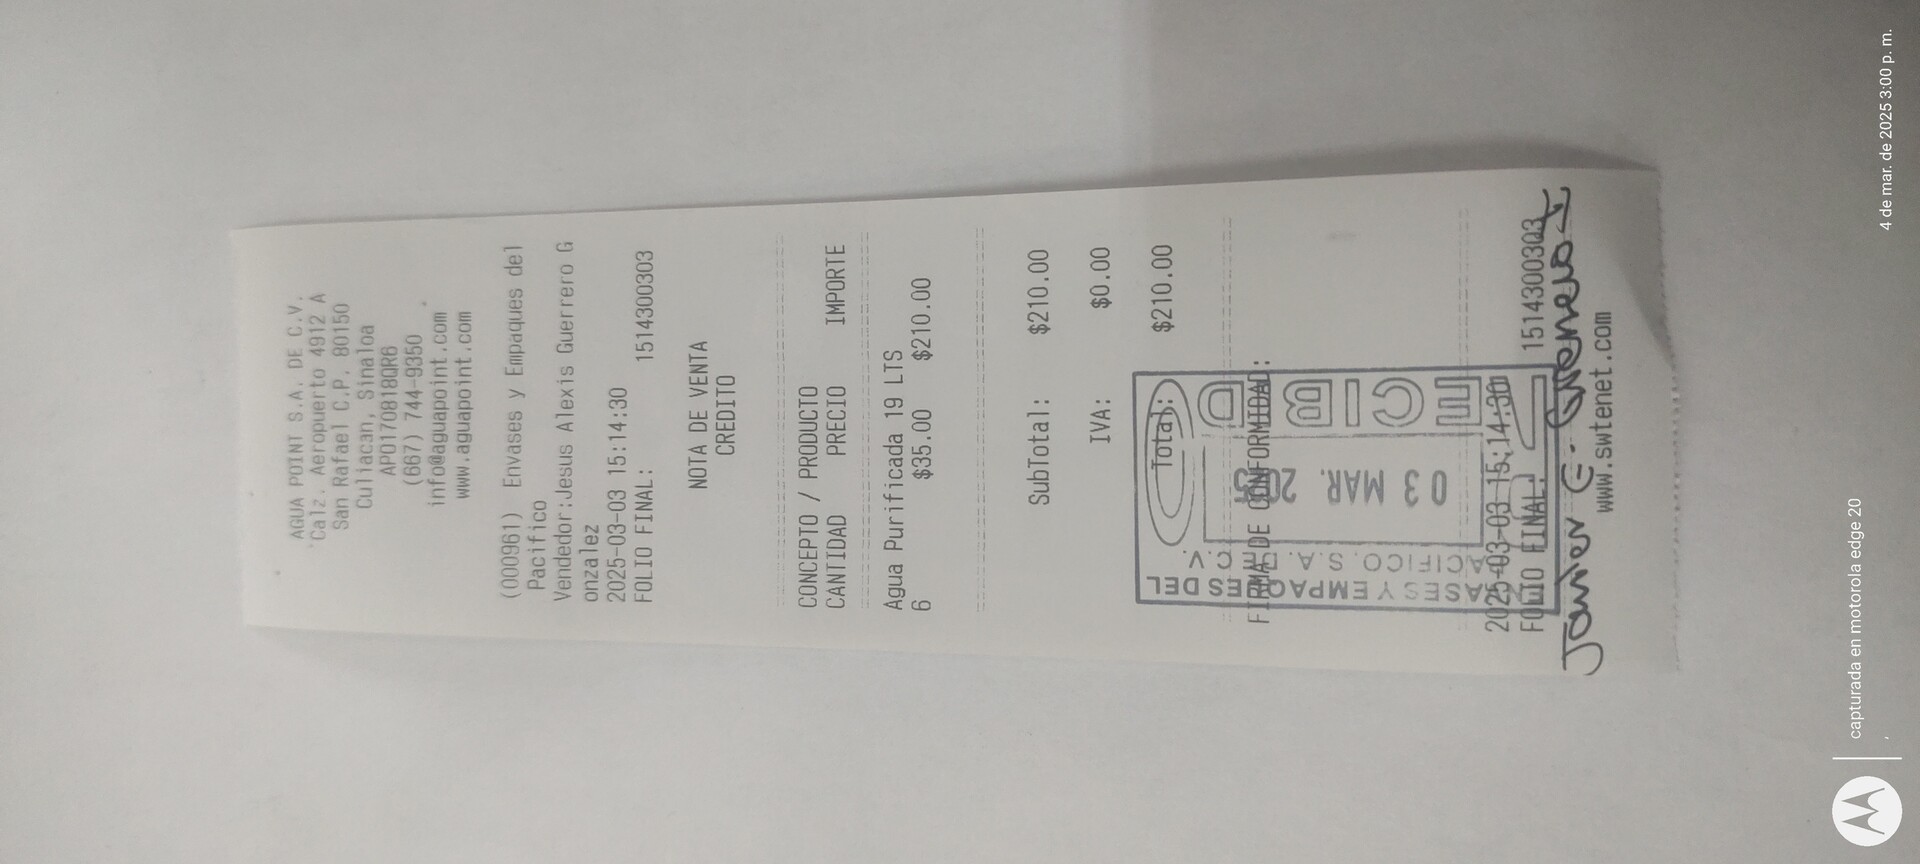 AGUA POINT S.A. DE C.V.
Calz. Aeropuerto 4912 A
San Rafael C.P. 80150
Culiacan, Sinaloa
APO170818QR6
(667) 744-9350
info@aguapoint.com
www.aguapoint.com
(000961) Envases y Empaques del
Pacifico
Vendedor:Jesus Alexis Guerrero G
onzalez
2025-03-03 15:14:30
FOLIO FINAL: 1514300303
NOTA DE VENTA
CREDITO
CONCEPTO / PRODUCTO
CANTIDAD PRECIO IMPORTE
Agua Purificada 19 LTS
6 $35.00 $210.00
SubTotal: $210.00
IVA: $0.00
Total: $210.00
FIRMA DE CONFORMIDAD:
ASES Y EMPAQUES DEL
PACIFICO, S.A. DE C.V.
03 MAR. 2025
ECIBID
2025-03-03 15:14:30
FOLIO FINAL: 1514300303
Javier G.
www.swtenet.com
capturada en motorola edge 20
4 de mar. de 2025 3:00 p. m.